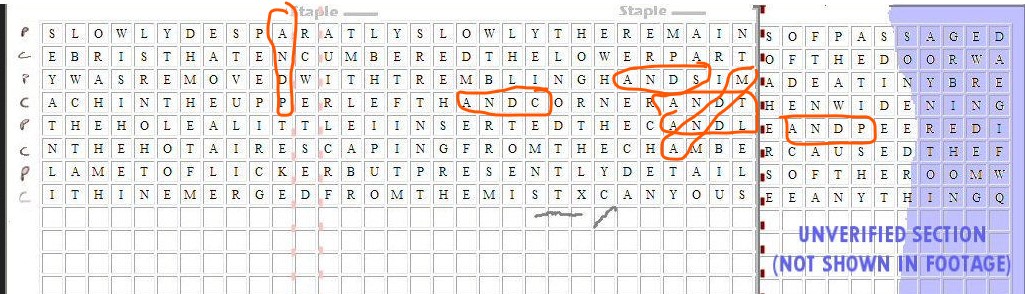 Staple Staple
P S L O W L Y D E S P A R A T L Y S L O W L Y T H E R E M A I N S O F P A S S A G E D
C E B R I S T H A T E N C U M B E R E D T H E L O W E R P A R T O F T H E D O O R W A
P Y W A S R E M O V E D W I T H T R E M B L I N G H A N D S I M A D E A T I N Y B R E
C A C H I N T H E U P P E R L E F T H A N D C O R N E R A N D T H E N W I D E N I N G
P T H E H O L E A L I T T L E I I N S E R T E D T H E C A N D L E A N D P E E R E D I
C N T H E H O T A I R E S C A P I N G F R O M T H E C H A M B E R C A U S E D T H E F
P L A M E T O F L I C K E R B U T P R E S E N T L Y D E T A I L S O F T H E R O O M W
C I T H I N E M E R G E D F R O M T H E M I S T X C A N Y O U S E E A N Y T H I N G Q
UNVERIFIED SECTION
(NOT SHOWN IN FOOTAGE)